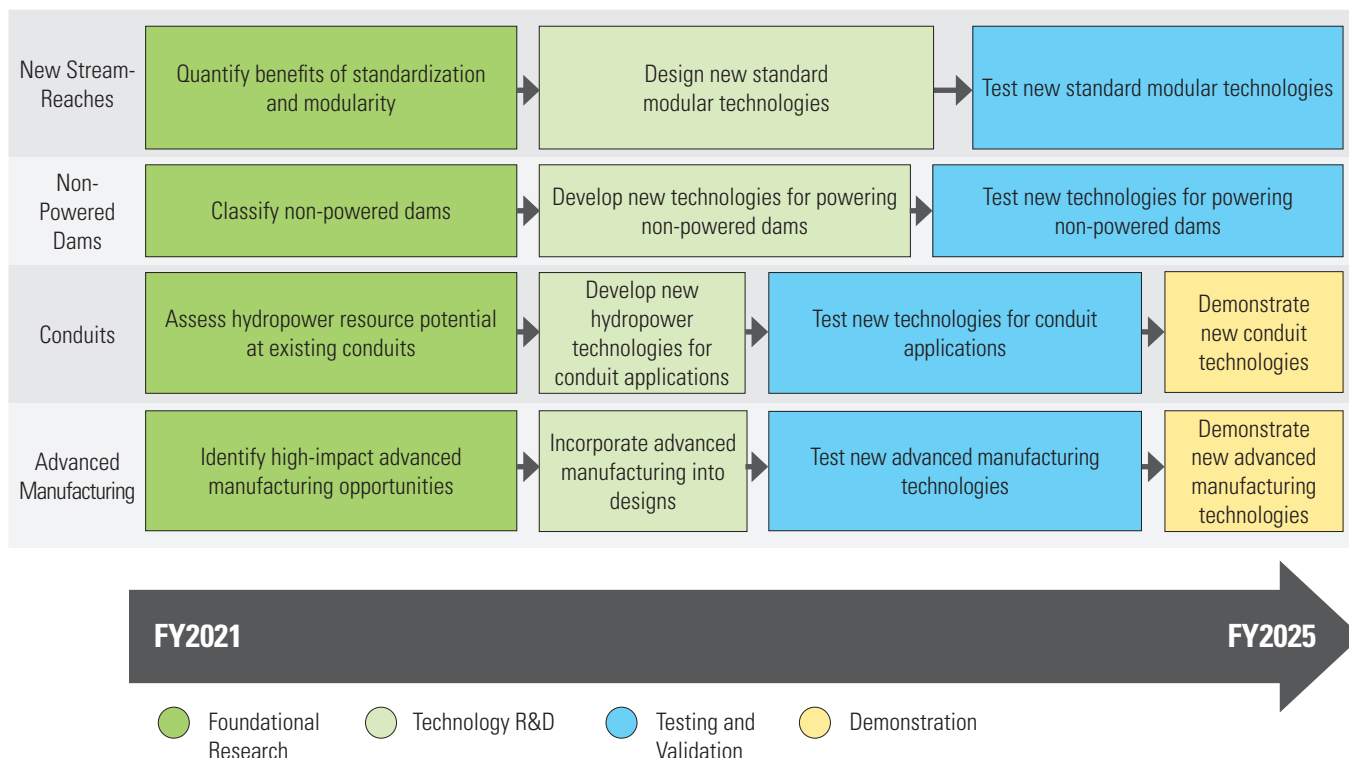 New Stream-
Reaches
Quantify benefits of standardization
and modularity
Design new standard
modular technologies
Test new standard modular technologies
Non-
Powered
Dams
Classify non-powered dams
Develop new technologies for powering
non-powered dams
Test new technologies for powering
non-powered dams
Conduits
Assess hydropower resource potential
at existing conduits
Develop new
hydropower
technologies for
conduit applications
Test new technologies for conduit
applications
Demonstrate
new conduit
technologies
Advanced
Manufacturing
Identify high-impact advanced
manufacturing opportunities
Incorporate advanced
manufacturing into
designs
Test new advanced manufacturing
technologies
Demonstrate
new advanced
manufacturing
technologies
FY2021
FY2025
Foundational
Research
Technology R&D
Testing and
Validation
Demonstration